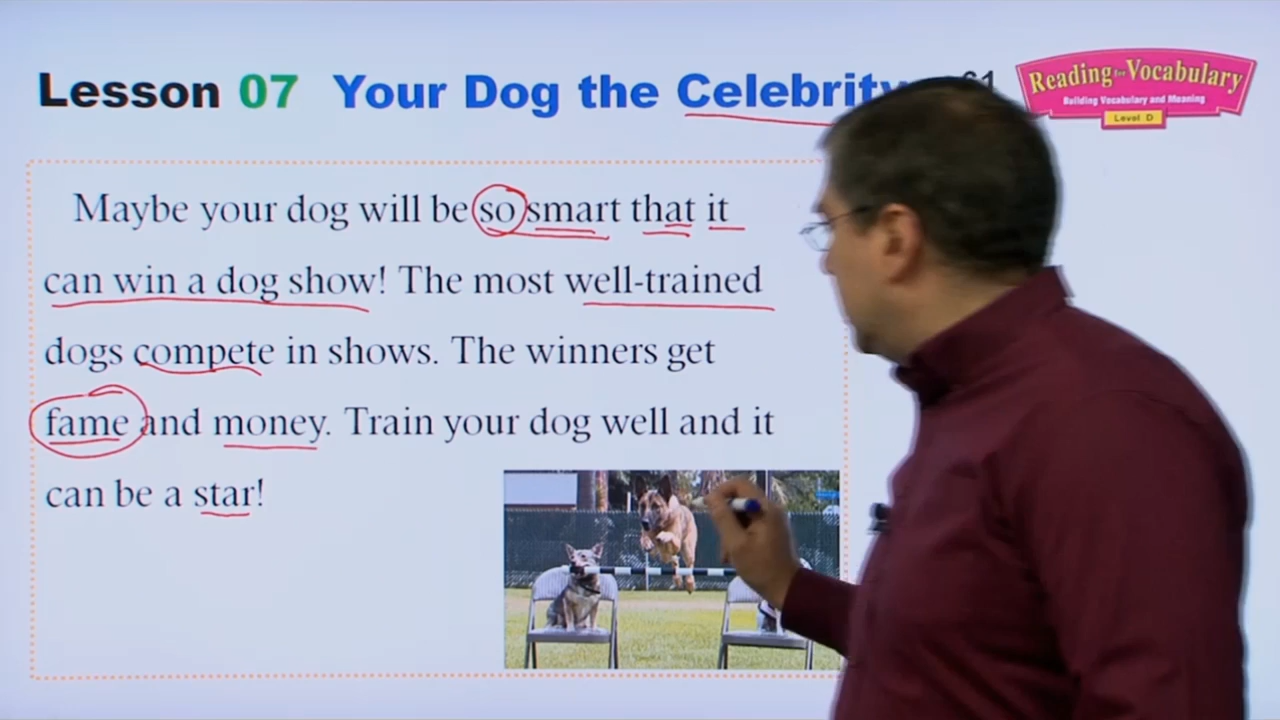 Lesson 07 Your Dog the Celebrity 61
Reading for Vocabulary
Building Vocabulary and Meaning
Level D
Maybe your dog will be so smart that it
can win a dog show! The most well-trained
dogs compete in shows. The winners get
fame and money. Train your dog well and it
can be a star!